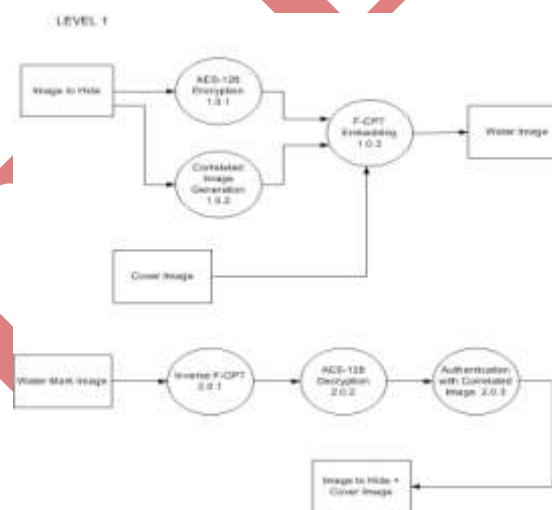 LEVEL 1
Image to Hide
AES-128
Encryption
1.0.1
Correlated
Image
Generation
1.0.2
F-CPT
Embedding
1.0.3
Water Image
Cover Image
Water Mark Image
Inverse F-CPT
2.0.1
AES-128
Decryption
2.0.2
Authentication
with Correlated
Image 2.0.3
Image to Hide +
Cover Image